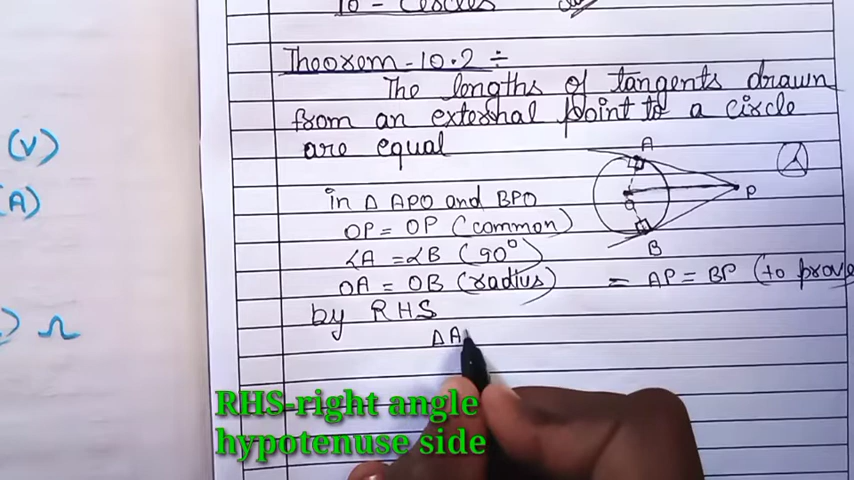 10 - Circles
Theorem-10.2 ÷
The lengths of tangents drawn
from an external point to a circle
are equal
(V)
A
(A)
in Δ APO and BPO
P
O
OP = OP (common)
∠A = ∠B (90°)
B
OA = OB (radius) = AP = BP (to prove
by RHS
Ω
ΔA
RHS-right angle
hypotenuse side